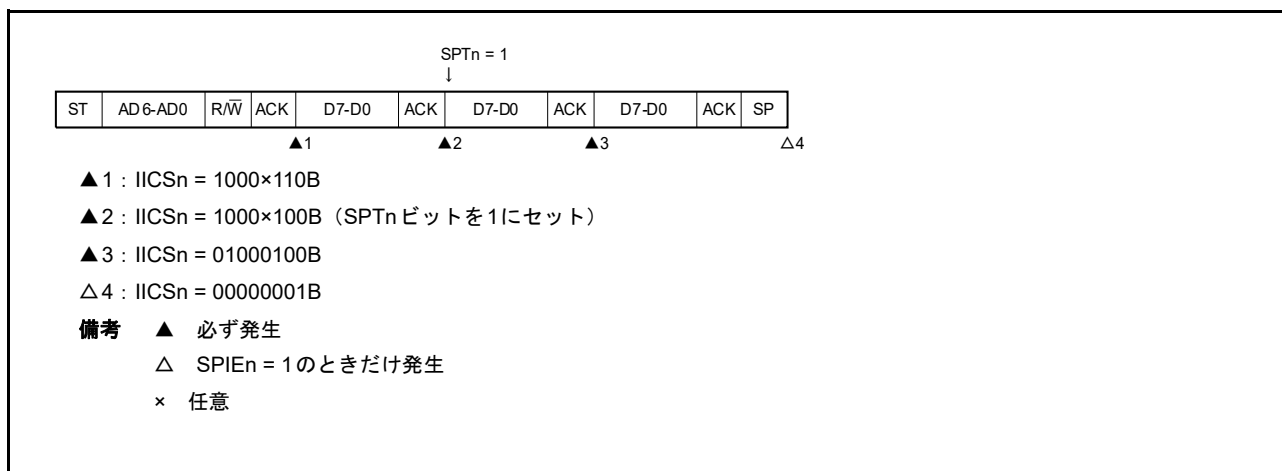 SPTn = 1
↓
ST AD6-AD0 R/W̅ ACK D7-D0 ACK D7-D0 ACK D7-D0 ACK SP
▲1 ▲2 ▲3 △4
▲1：IICSn = 1000×110B
▲2：IICSn = 1000×100B（SPTnビットを1にセット）
▲3：IICSn = 01000100B
△4：IICSn = 00000001B
備考 ▲ 必ず発生
△ SPIEn = 1のときだけ発生
× 任意